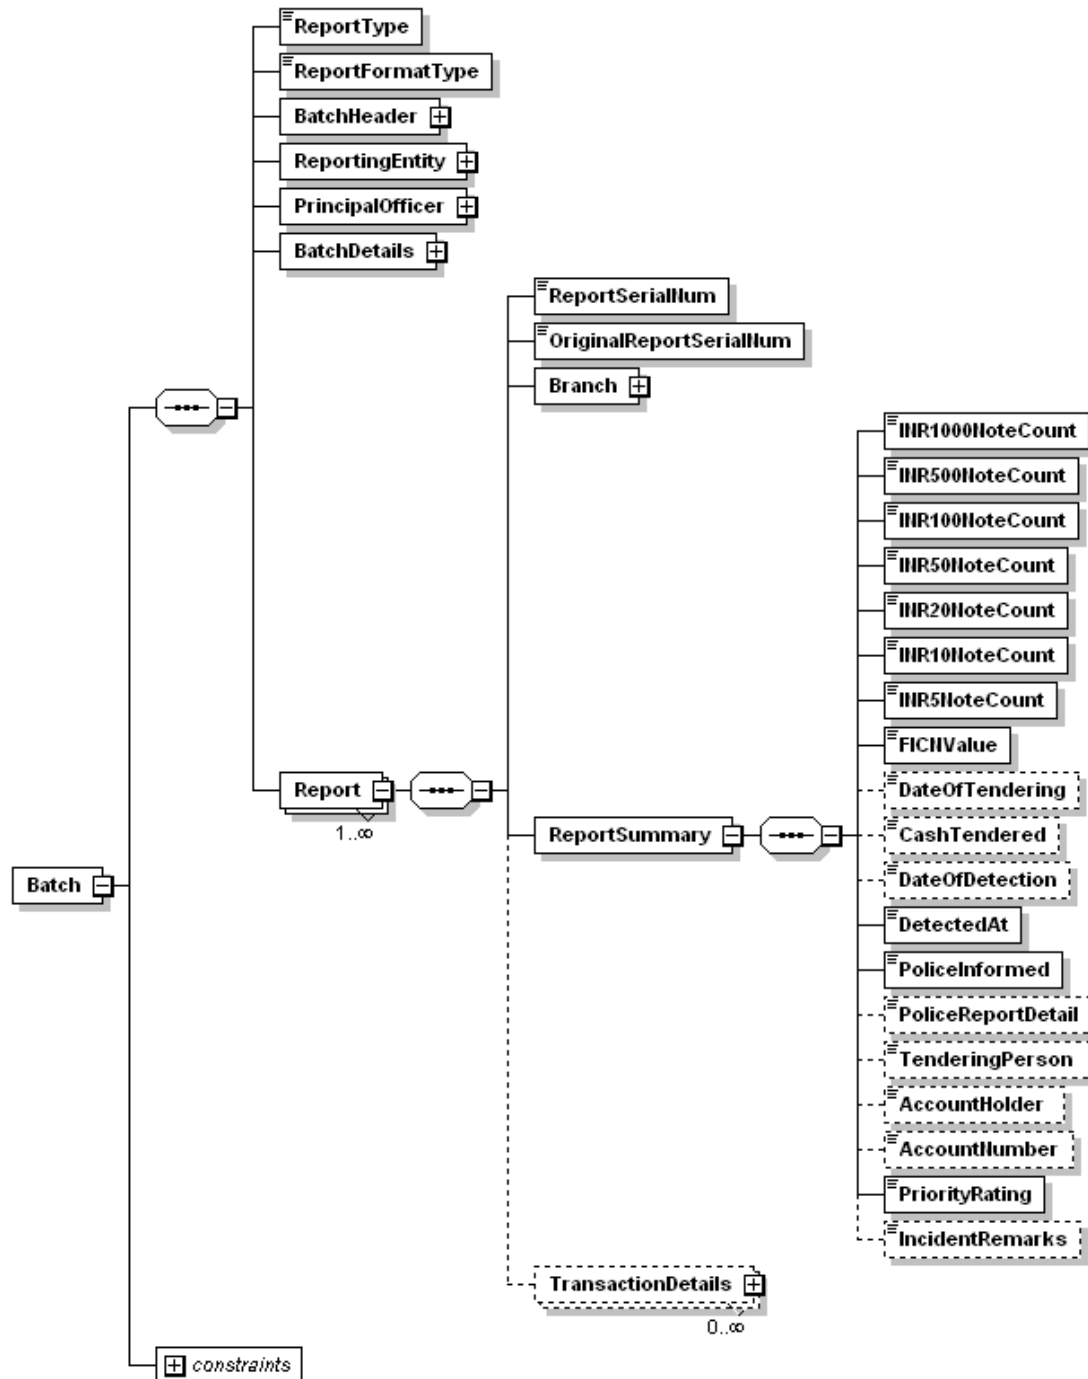 ReportType
ReportFormatType
BatchHeader
ReportingEntity
PrincipalOfficer
BatchDetails
ReportSerialNum
OriginalReportSerialNum
Branch
INR1000NoteCount
INR500NoteCount
INR100NoteCount
INR50NoteCount
INR20NoteCount
INR10NoteCount
INR5NoteCount
FICNValue
Report
1..∞
DateOfTendering
ReportSummary
CashTendered
Batch
DateOfDetection
DetectedAt
PoliceInformed
PoliceReportDetail
TenderingPerson
AccountHolder
AccountNumber
PriorityRating
IncidentRemarks
TransactionDetails
0..∞
constraints